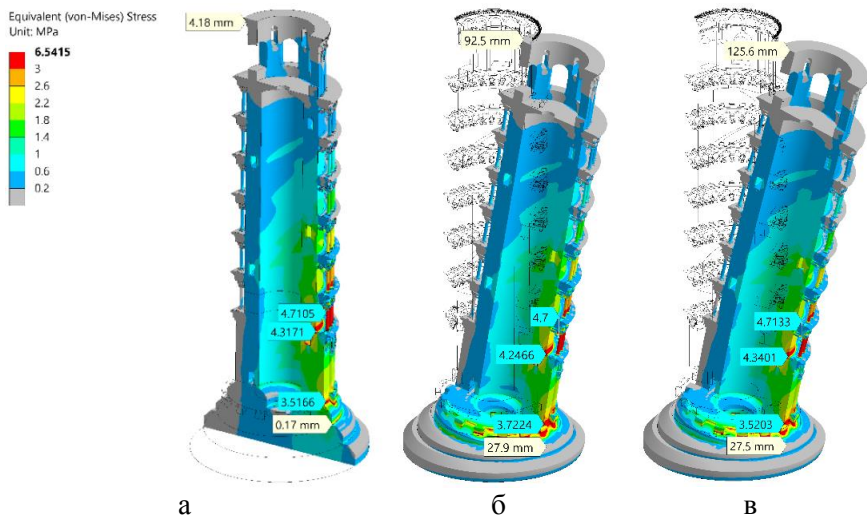 Equivalent (von-Mises) Stress
Unit: MPa
6.5415
3
2.6
2.2
1.8
1.4
1
0.6
0.2
4.18 mm
4.7105
4.3171
3.5166
0.17 mm
а
92.5 mm
4.7
4.2466
3.7224
27.9 mm
б
125.6 mm
4.7133
4.3401
3.5203
27.5 mm
в